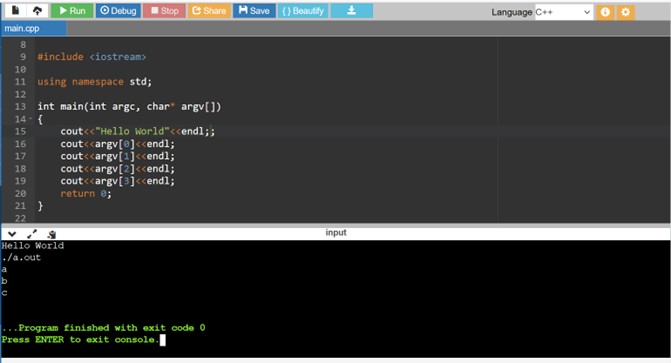 Run Debug Stop Share Save { } Beautify Language C++
main.cpp
8
9 #include <iostream>
10
11 using namespace std;
12
13 int main(int argc, char* argv[])
14 {
15 cout<<"Hello World"<<endl;;
16 cout<<argv[0]<<endl;
17 cout<<argv[1]<<endl;
18 cout<<argv[2]<<endl;
19 cout<<argv[3]<<endl;
20 return 0;
21 }
22
input
Hello World
./a.out
a
b
c
...Program finished with exit code 0
Press ENTER to exit console.